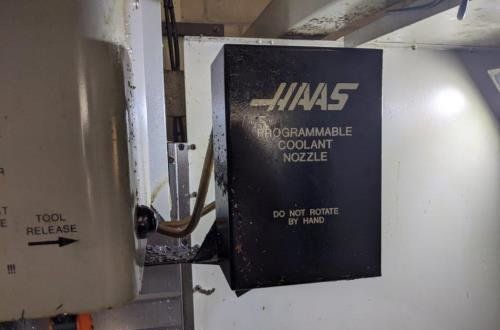 HAAS
PROGRAMMABLE
COOLANT
NOZZLE
DO NOT ROTATE
BY HAND
TOOL
RELEASE
!!!